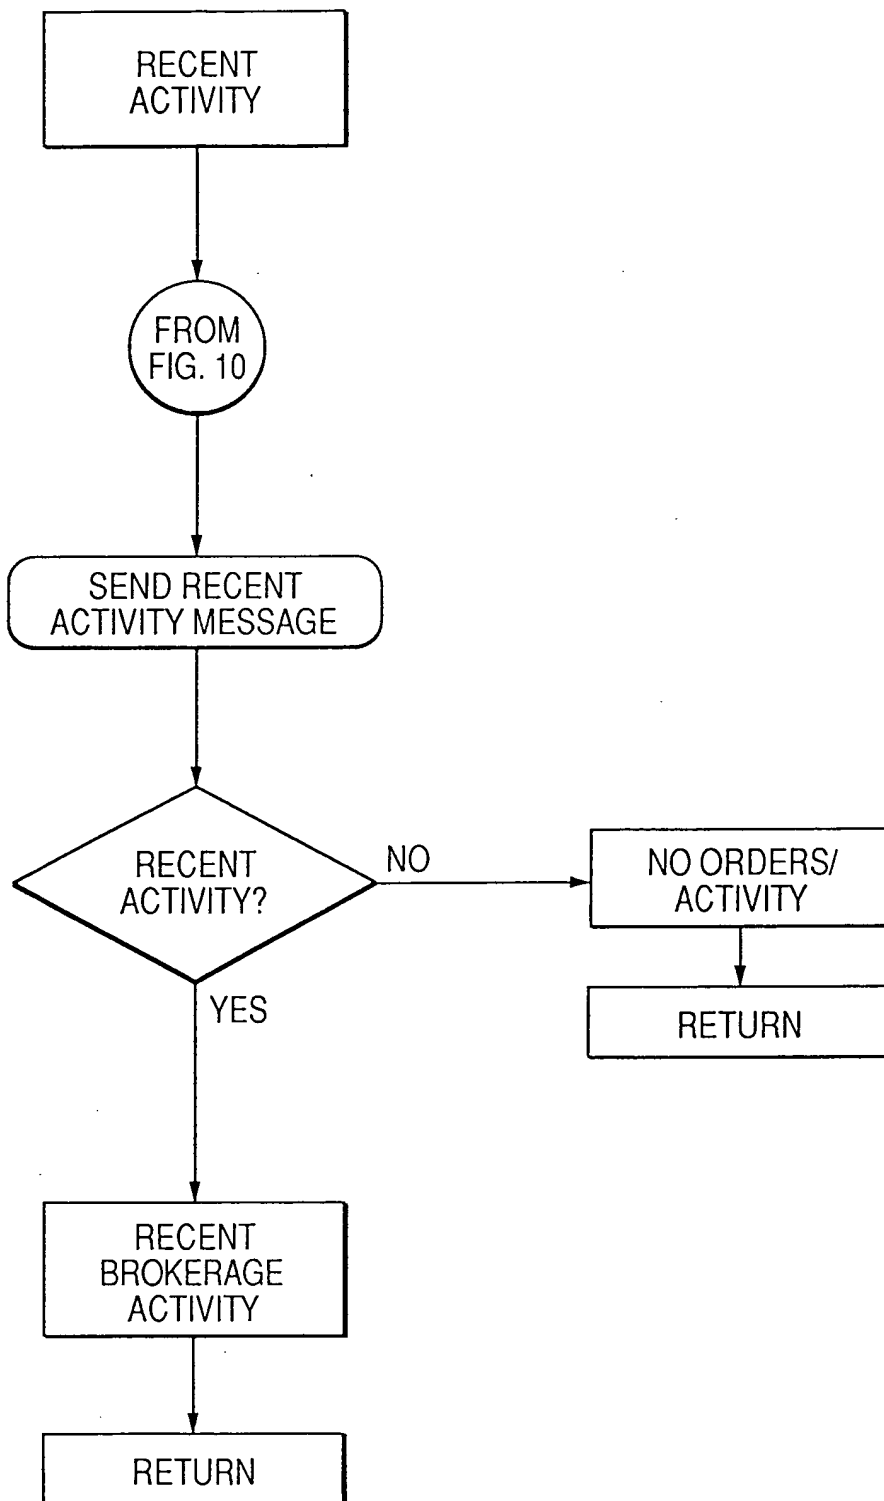 RECENT
ACTIVITY
FROM
FIG. 10
SEND RECENT
ACTIVITY MESSAGE
RECENT
ACTIVITY?
NO
NO ORDERS/
ACTIVITY
RETURN
YES
RECENT
BROKERAGE
ACTIVITY
RETURN